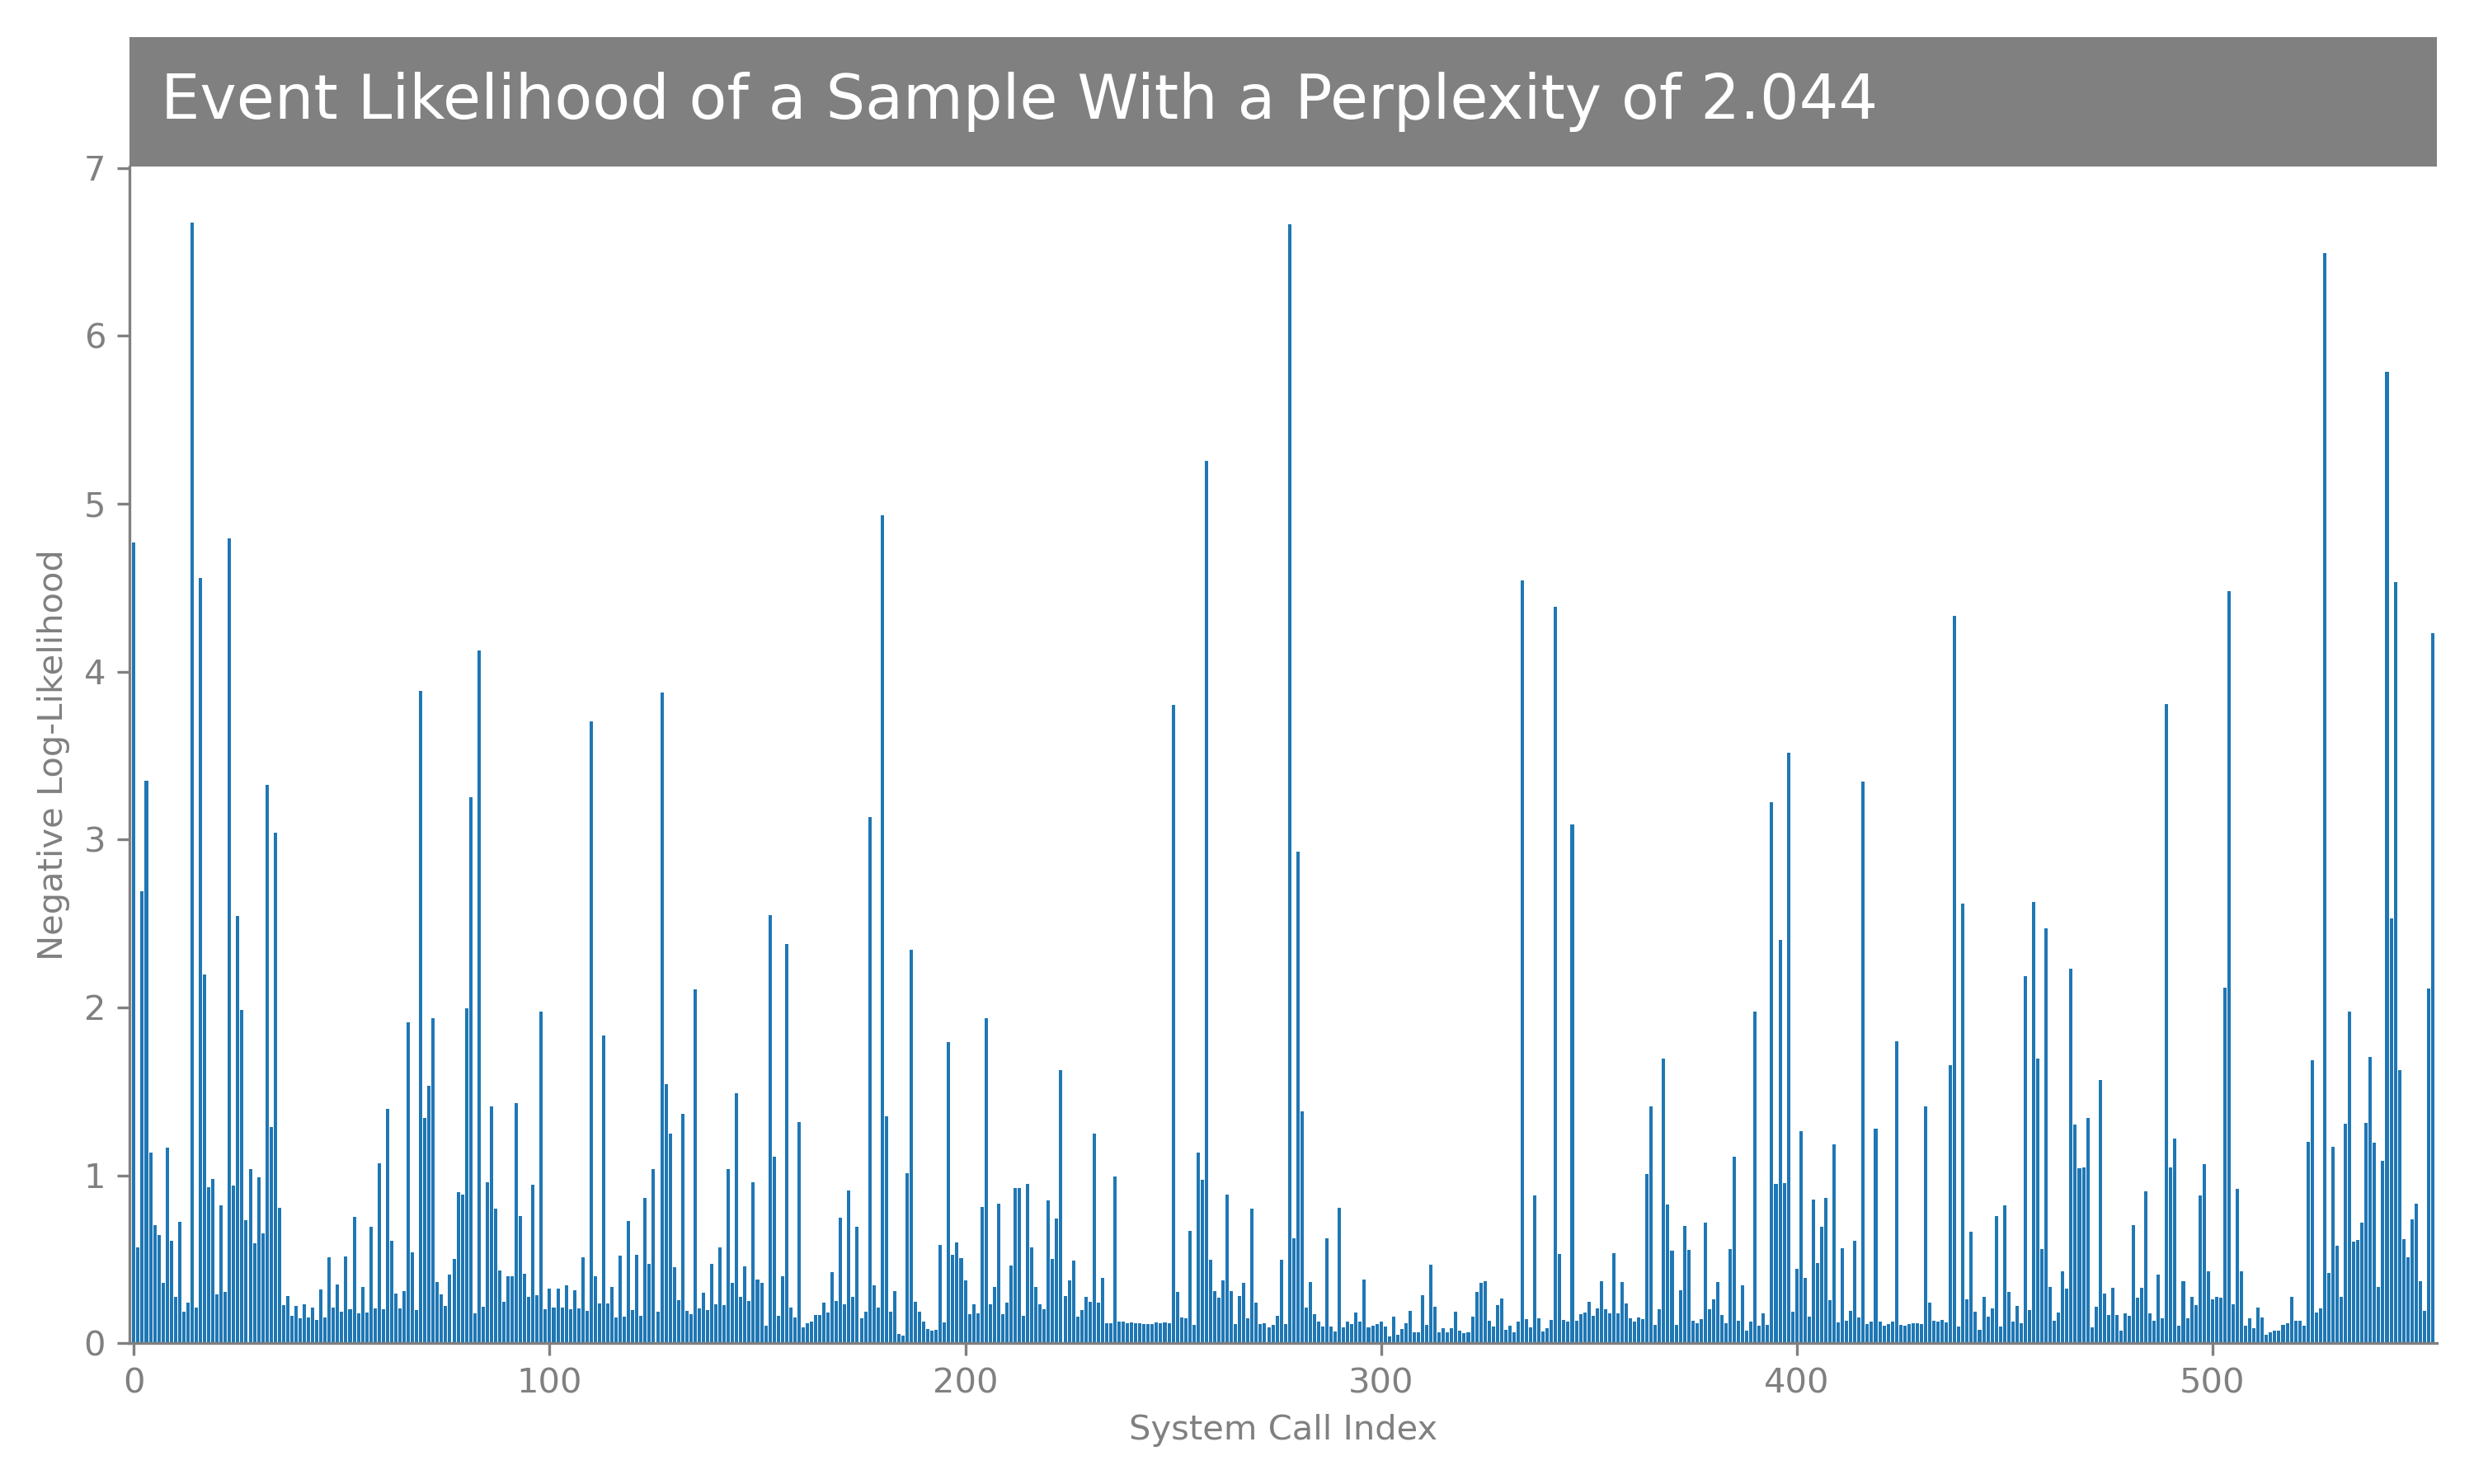 Event Likelihood of a Sample With a Perplexity of 2.044
7
6
5
4
3
2
1
0
Negative Log-Likelihood
0 100 200 300 400 500
System Call Index